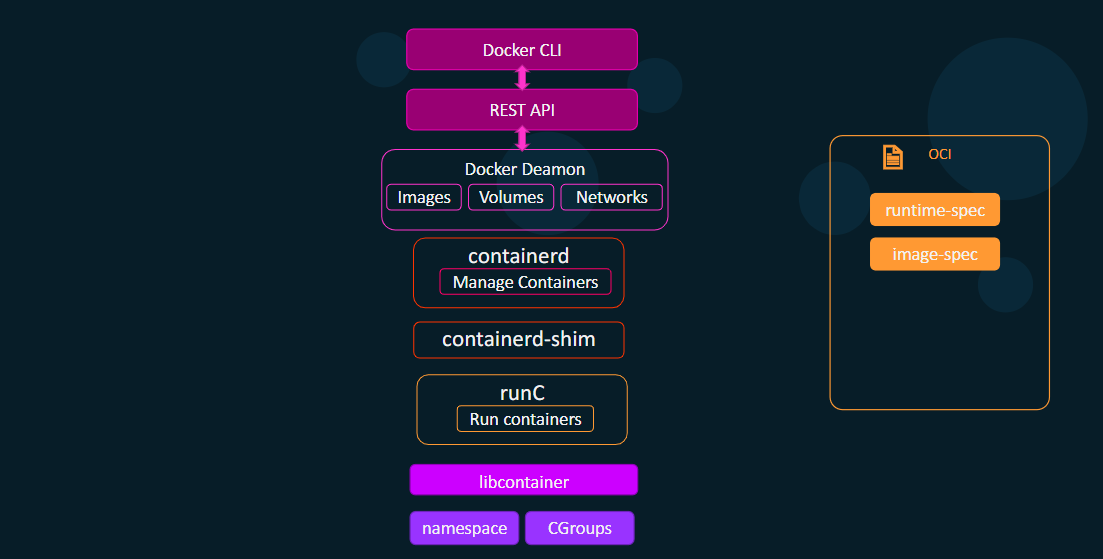 Docker CLI
REST API
Docker Deamon
Images Volumes Networks
containerd
Manage Containers
containerd-shim
runC
Run containers
libcontainer
namespace CGroups
OCI
runtime-spec
image-spec